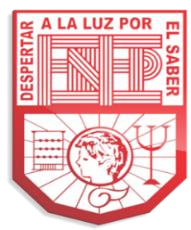 DESPERTAR A LA LUZ POR EL SABER
ENP